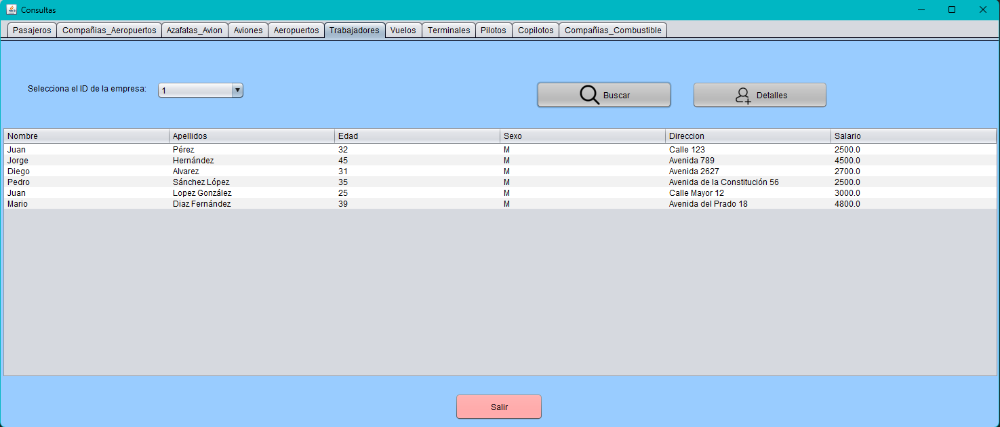 Consultas
Pasajeros Compañias_Aeropuertos Azafatas_Avion Aviones Aeropuertos Trabajadores Vuelos Terminales Pilotos Copilotos Compañias_Combustible
Selecciona el ID de la empresa: 1 Buscar Detalles
Nombre Apellidos Edad Sexo Direccion Salario
Juan Pérez 32 M Calle 123 2500.0
Jorge Hernández 45 M Avenida 789 4500.0
Diego Alvarez 31 M Avenida 2627 2700.0
Pedro Sánchez López 35 M Avenida de la Constitución 56 2500.0
Juan Lopez González 25 M Calle Mayor 12 3000.0
Mario Diaz Fernández 39 M Avenida del Prado 18 4800.0
Salir